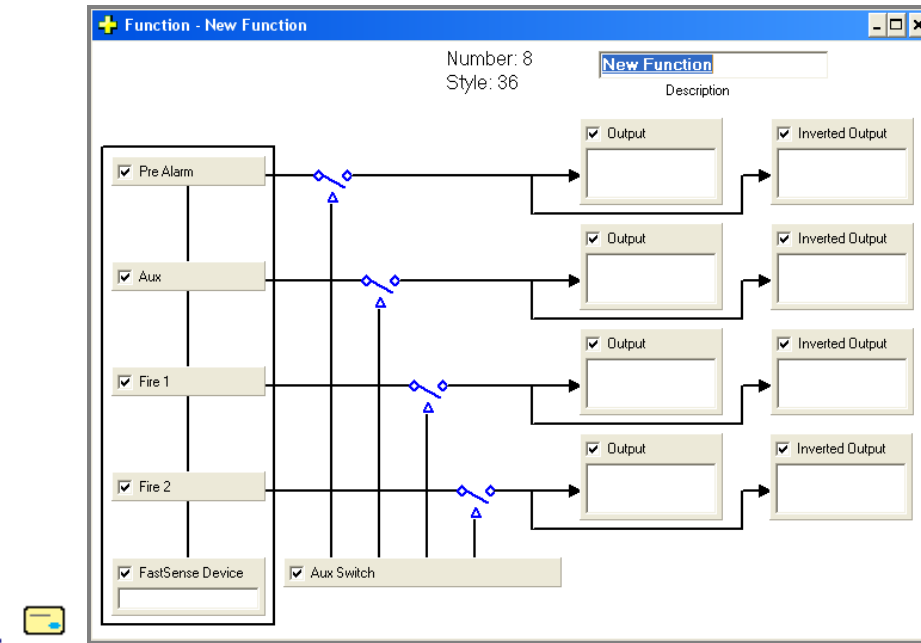 Function - New Function
Number: 8
Style: 36
New Function
Description
Pre Alarm
Output
Inverted Output
Aux
Output
Inverted Output
Fire 1
Output
Inverted Output
Fire 2
Output
Inverted Output
FastSense Device
Aux Switch